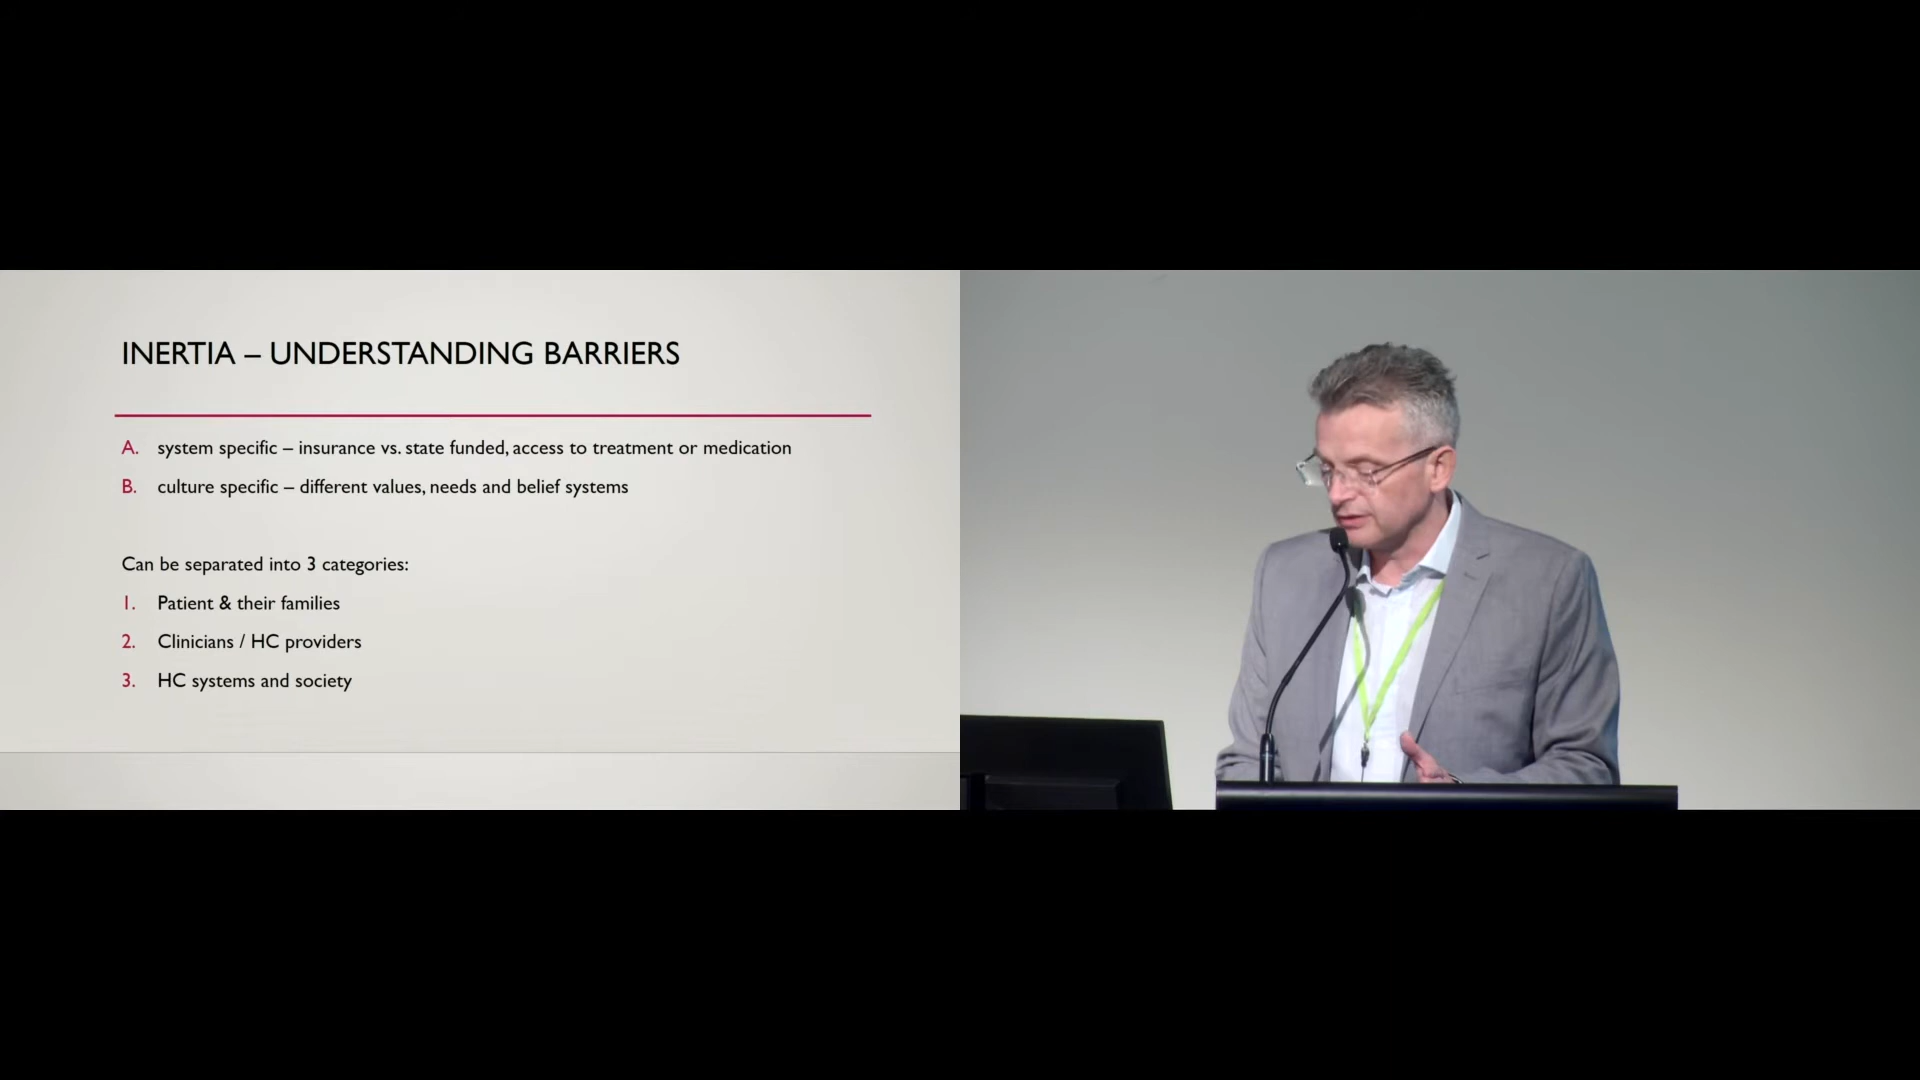 INERTIA – UNDERSTANDING BARRIERS
A. system specific – insurance vs. state funded, access to treatment or medication
B. culture specific – different values, needs and belief systems
Can be separated into 3 categories:
1. Patient & their families
2. Clinicians / HC providers
3. HC systems and society